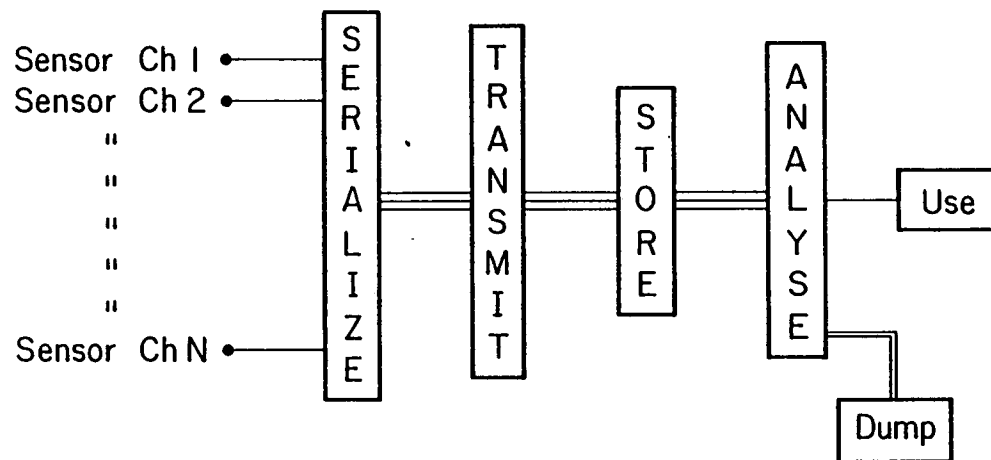 Sensor Ch 1
Sensor Ch 2
"
"
"
"
"
Sensor Ch N
SERIALIZE
TRANSMIT
STORE
ANALYSE
Use
Dump